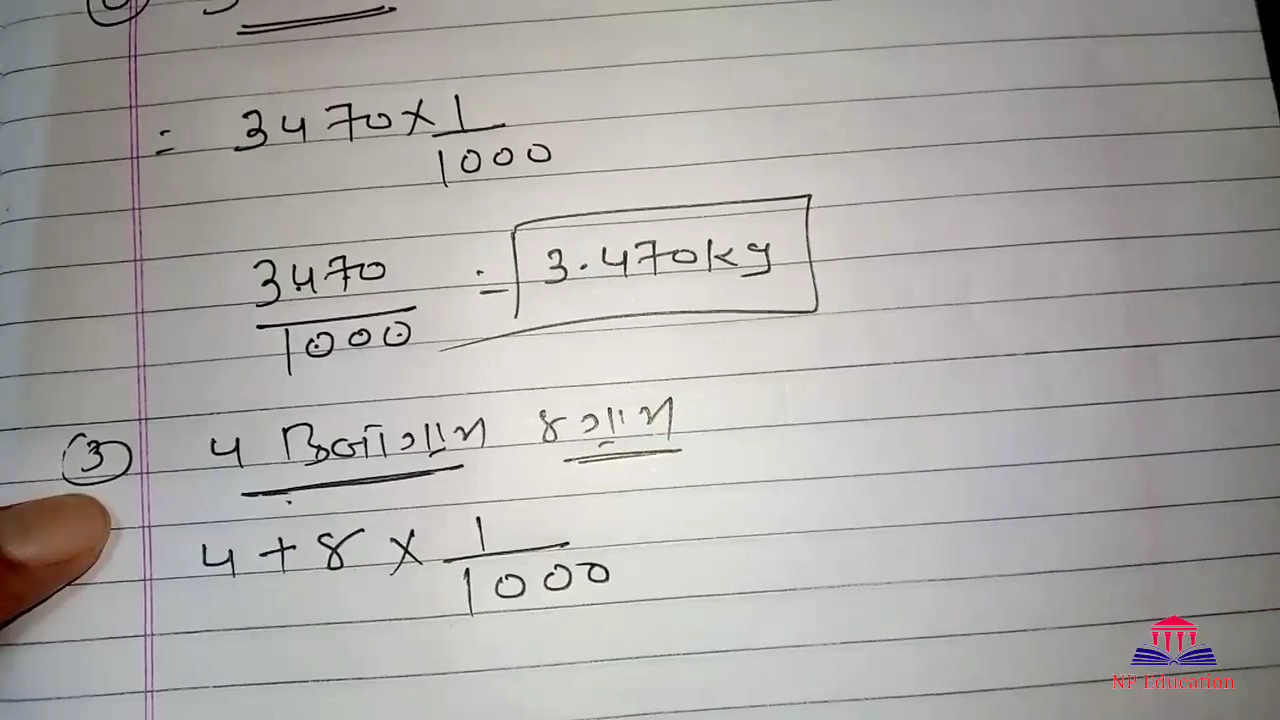 = 3470 × 1/1000
3470/1000 = 3.470kg
③ 4 કિલોગ્રામ 8 ગ્રામ
4 + 8 × 1/1000
NP Education